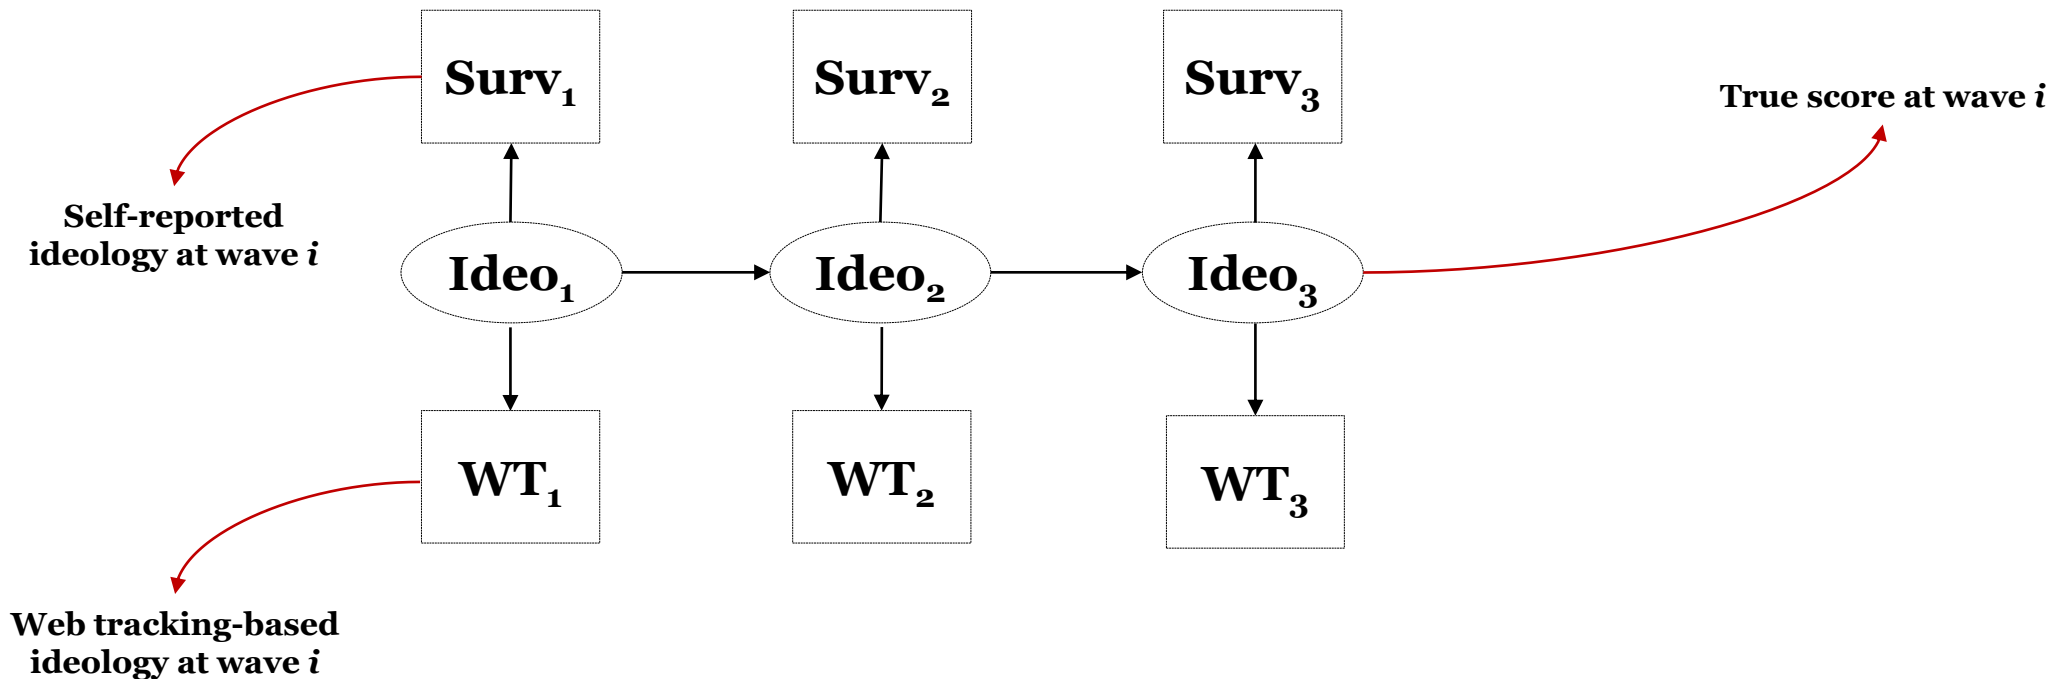 Surv₁
Surv₂
Surv₃
True score at wave i
Self-reported
ideology at wave i
Ideo₁
Ideo₂
Ideo₃
WT₁
WT₂
WT₃
Web tracking-based
ideology at wave i